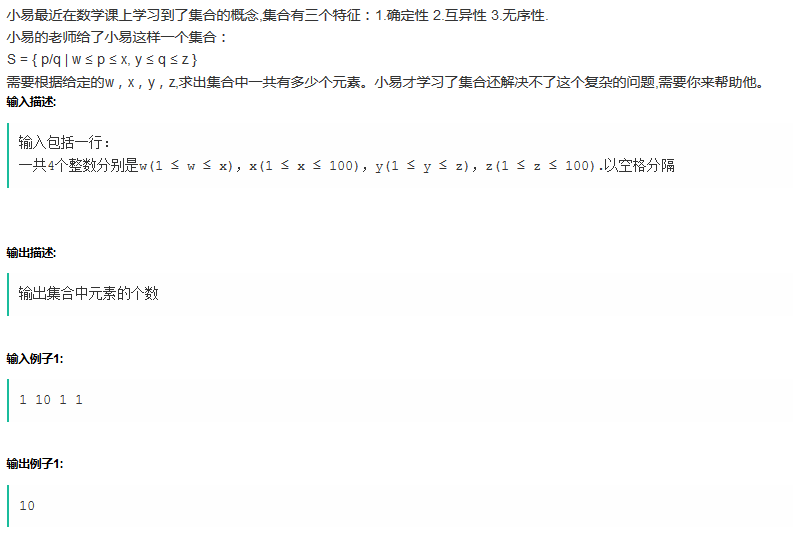 小易最近在数学课上学习到了集合的概念,集合有三个特征：1.确定性 2.互异性 3.无序性.
小易的老师给了小易这样一个集合：
S = { p/q | w ≤ p ≤ x, y ≤ q ≤ z }
需要根据给定的w，x，y，z,求出集合中一共有多少个元素。小易才学习了集合还解决不了这个复杂的问题,需要你来帮助他。
输入描述:
输入包括一行：
一共4个整数分别是w(1 ≤ w ≤ x)，x(1 ≤ x ≤ 100)，y(1 ≤ y ≤ z)，z(1 ≤ z ≤ 100).以空格分隔
输出描述:
输出集合中元素的个数
输入例子1:
1 10 1 1
输出例子1:
10